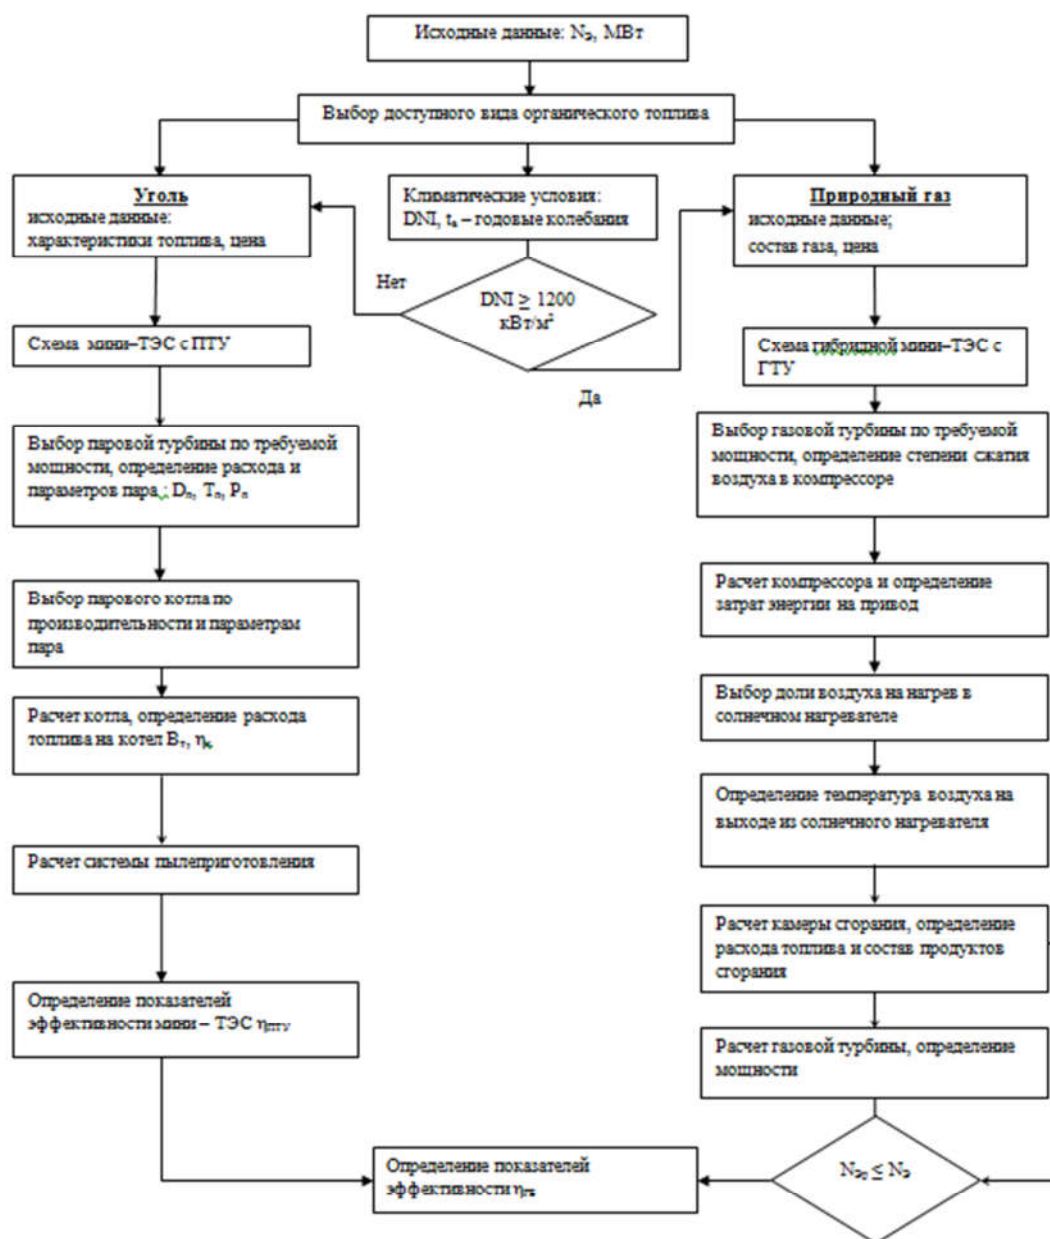 Исходные данные: Nэ, МВт
Выбор доступного вида органического топлива
Уголь
исходные данные:
характеристики топлива, цена
Климатические условия:
DNI, tв – годовые колебания
Природный газ
исходные данные;
состав газа, цена
Нет
DNI ≥ 1200
кВт/м²
Да
Схема мини–ТЭС с ПТУ
Схема гибридной мини–ТЭС с
ГТУ
Выбор паровой турбины по требуемой
мощности, определение расхода и
параметров пара : Dп, Tп, Pп
Выбор газовой турбины по требуемой
мощности, определение степени сжатия
воздуха в компрессоре
Выбор парового котла по
производительности и параметрам
пара
Расчет компрессора и определение
затрат энергии на привод
Расчет котла, определение расхода
топлива на котел Bт, ηк
Выбор доли воздуха на нагрев в
солнечном нагревателе
Определение температура воздуха на
выходе из солнечного нагревателя
Расчет системы пылеприготовления
Расчет камеры сгорания, определение
расхода топлива и состав продуктов
сгорания
Определение показателей
эффективности мини – ТЭС ηПТУ
Расчет газовой турбины, определение
мощности
Определение показателей
эффективности
Nэр ≤ Nэ